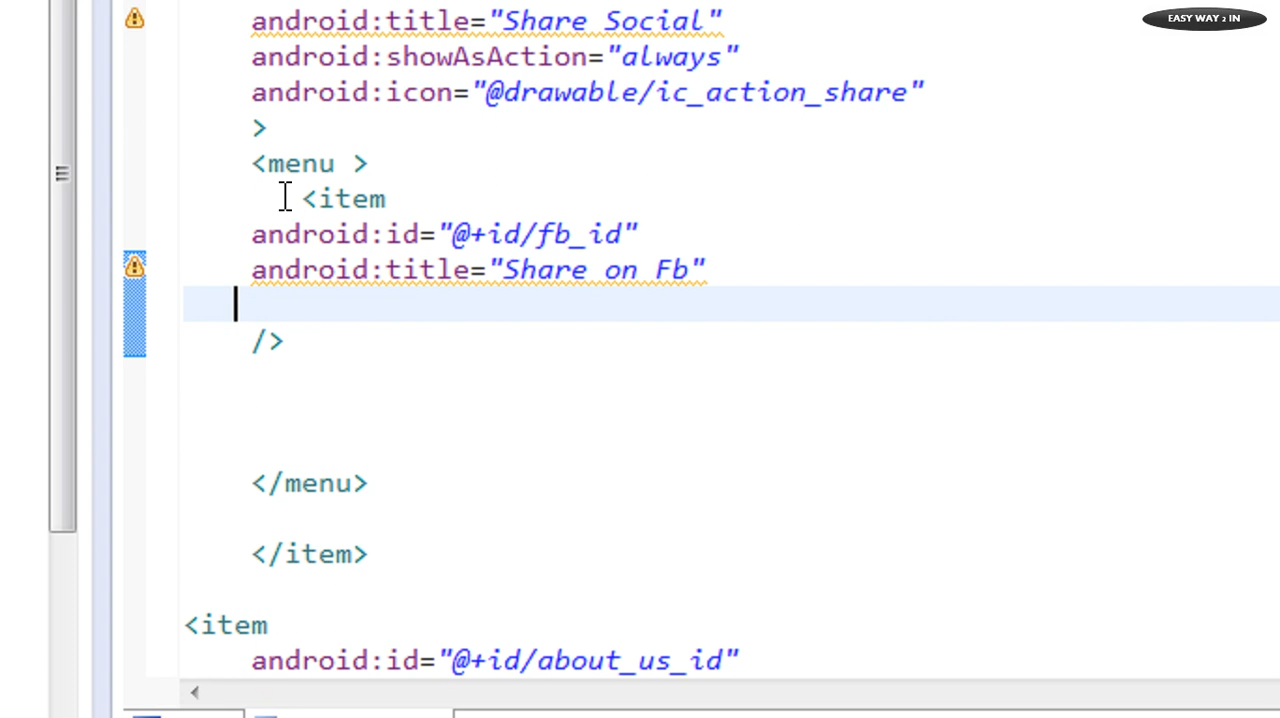 EASY WAY 2 IN
android:title="Share Social"
android:showAsAction="always"
android:icon="@drawable/ic_action_share"
>
<menu >
<item
android:id="@+id/fb_id"
android:title="Share on Fb"
/>
</menu>
</item>
<item
android:id="@+id/about_us_id"